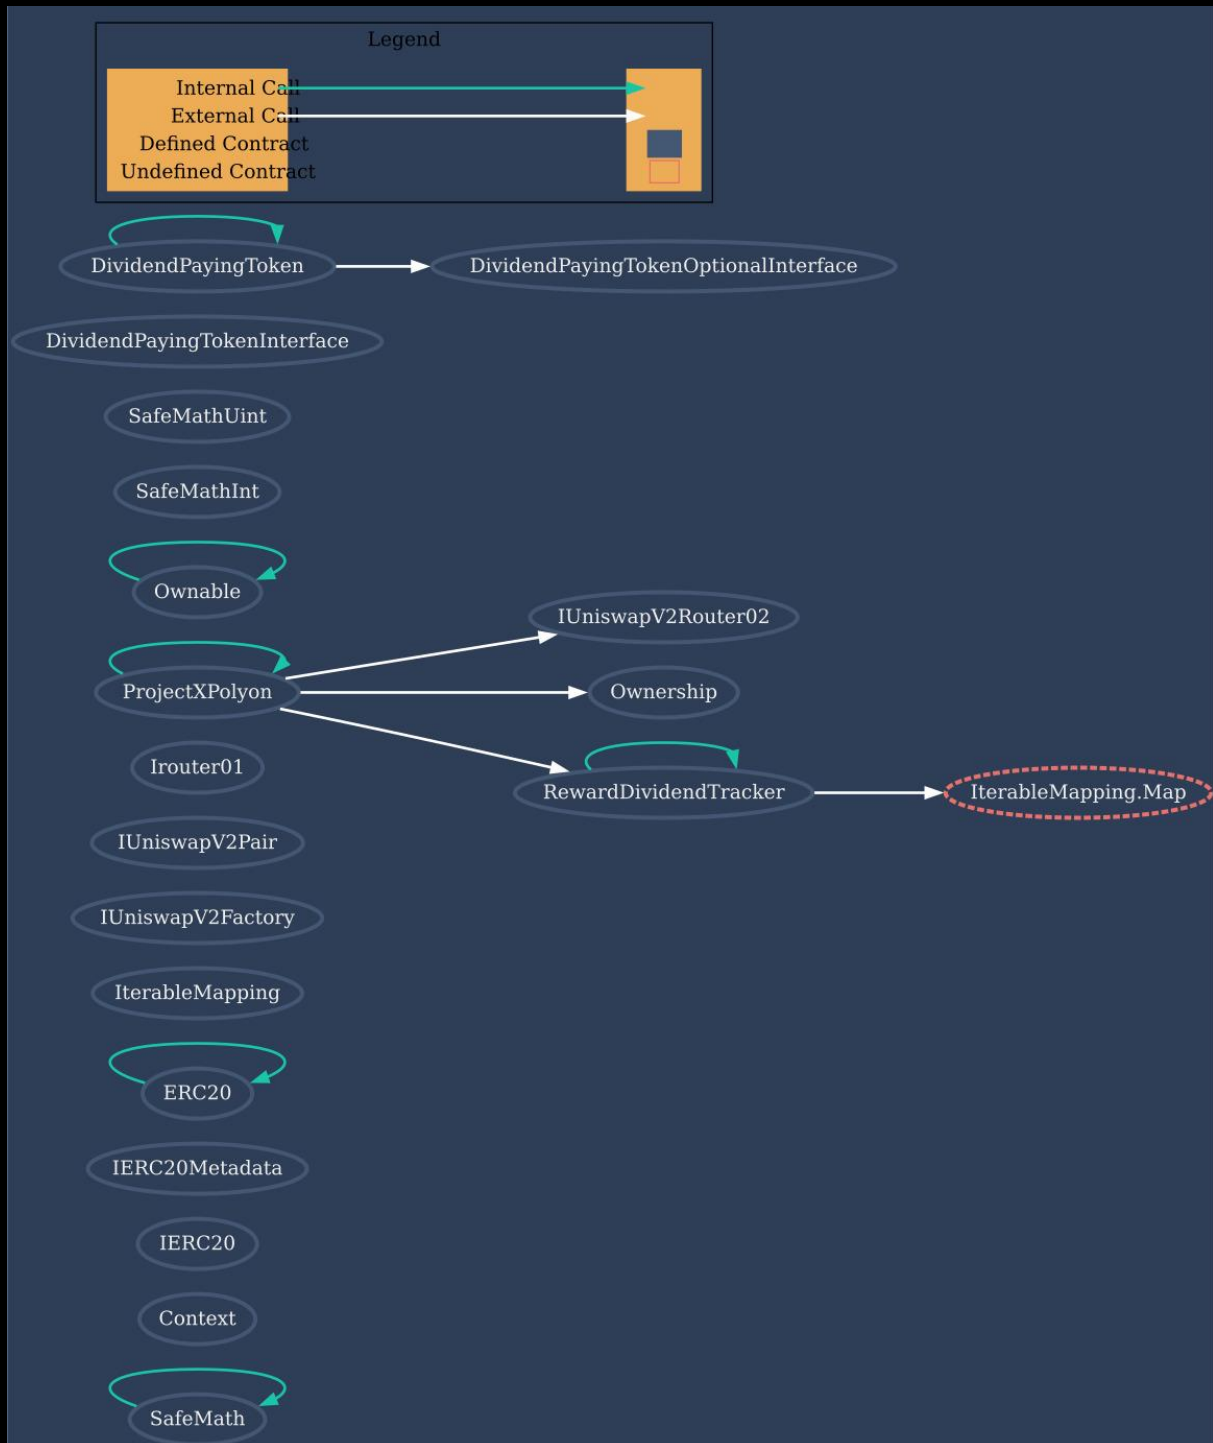 Legend
Internal Call
External Call
Defined Contract
Undefined Contract
DividendPayingToken
DividendPayingTokenOptionalInterface
DividendPayingTokenInterface
SafeMathUint
SafeMathInt
Ownable
IUniswapV2Router02
ProjectXPolyon
Ownership
Irouter01
RewardDividendTracker
IterableMapping.Map
IUniswapV2Pair
IUniswapV2Factory
IterableMapping
ERC20
IERC20Metadata
IERC20
Context
SafeMath